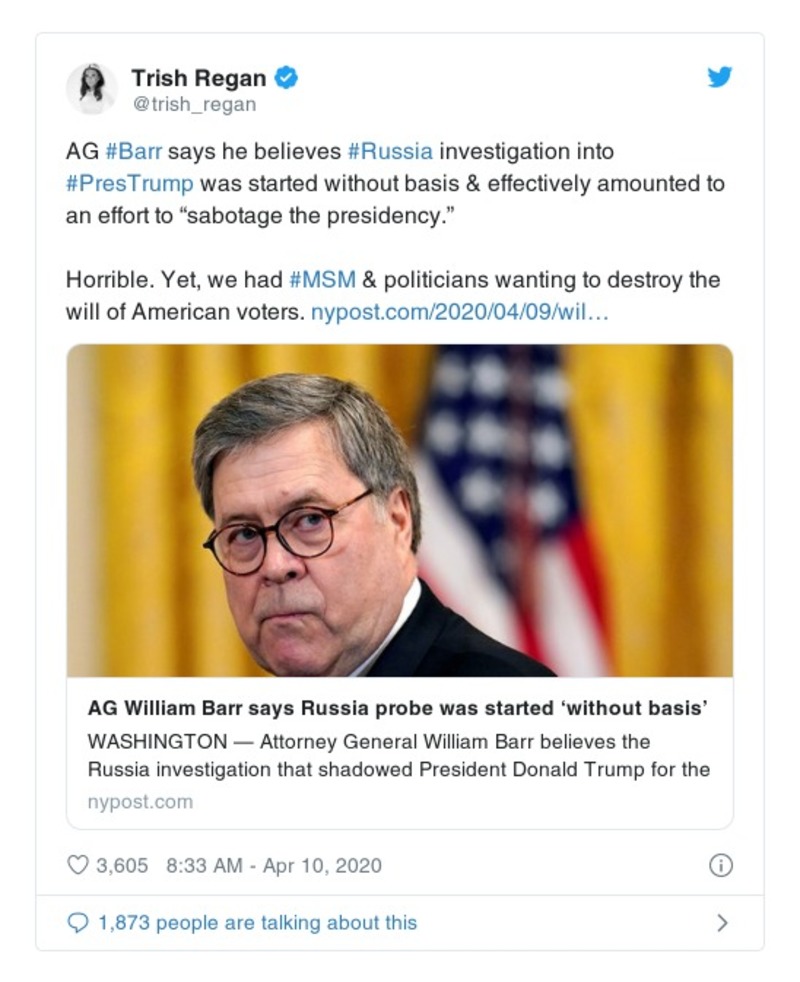 Trish Regan
@trish_regan
AG #Barr says he believes #Russia investigation into
#PresTrump was started without basis & effectively amounted to
an effort to “sabotage the presidency.”
Horrible. Yet, we had #MSM & politicians wanting to destroy the
will of American voters. nypost.com/2020/04/09/wil…
AG William Barr says Russia probe was started ‘without basis’
WASHINGTON — Attorney General William Barr believes the
Russia investigation that shadowed President Donald Trump for the
nypost.com
3,605 8:33 AM - Apr 10, 2020
1,873 people are talking about this